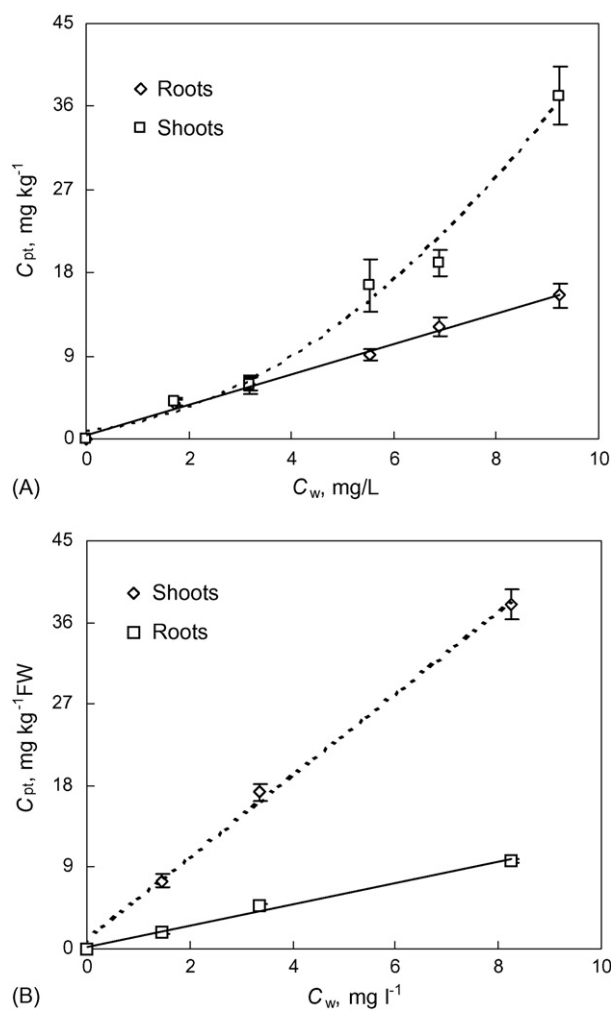 45
36
27
18
9
0
C_pt, mg kg⁻¹
Roots
Shoots
0 2 4 6 8 10
(A) C_w, mg/L
45
36
27
18
9
0
C_pt, mg kg⁻¹FW
Shoots
Roots
0 2 4 6 8 10
(B) C_w, mg l⁻¹